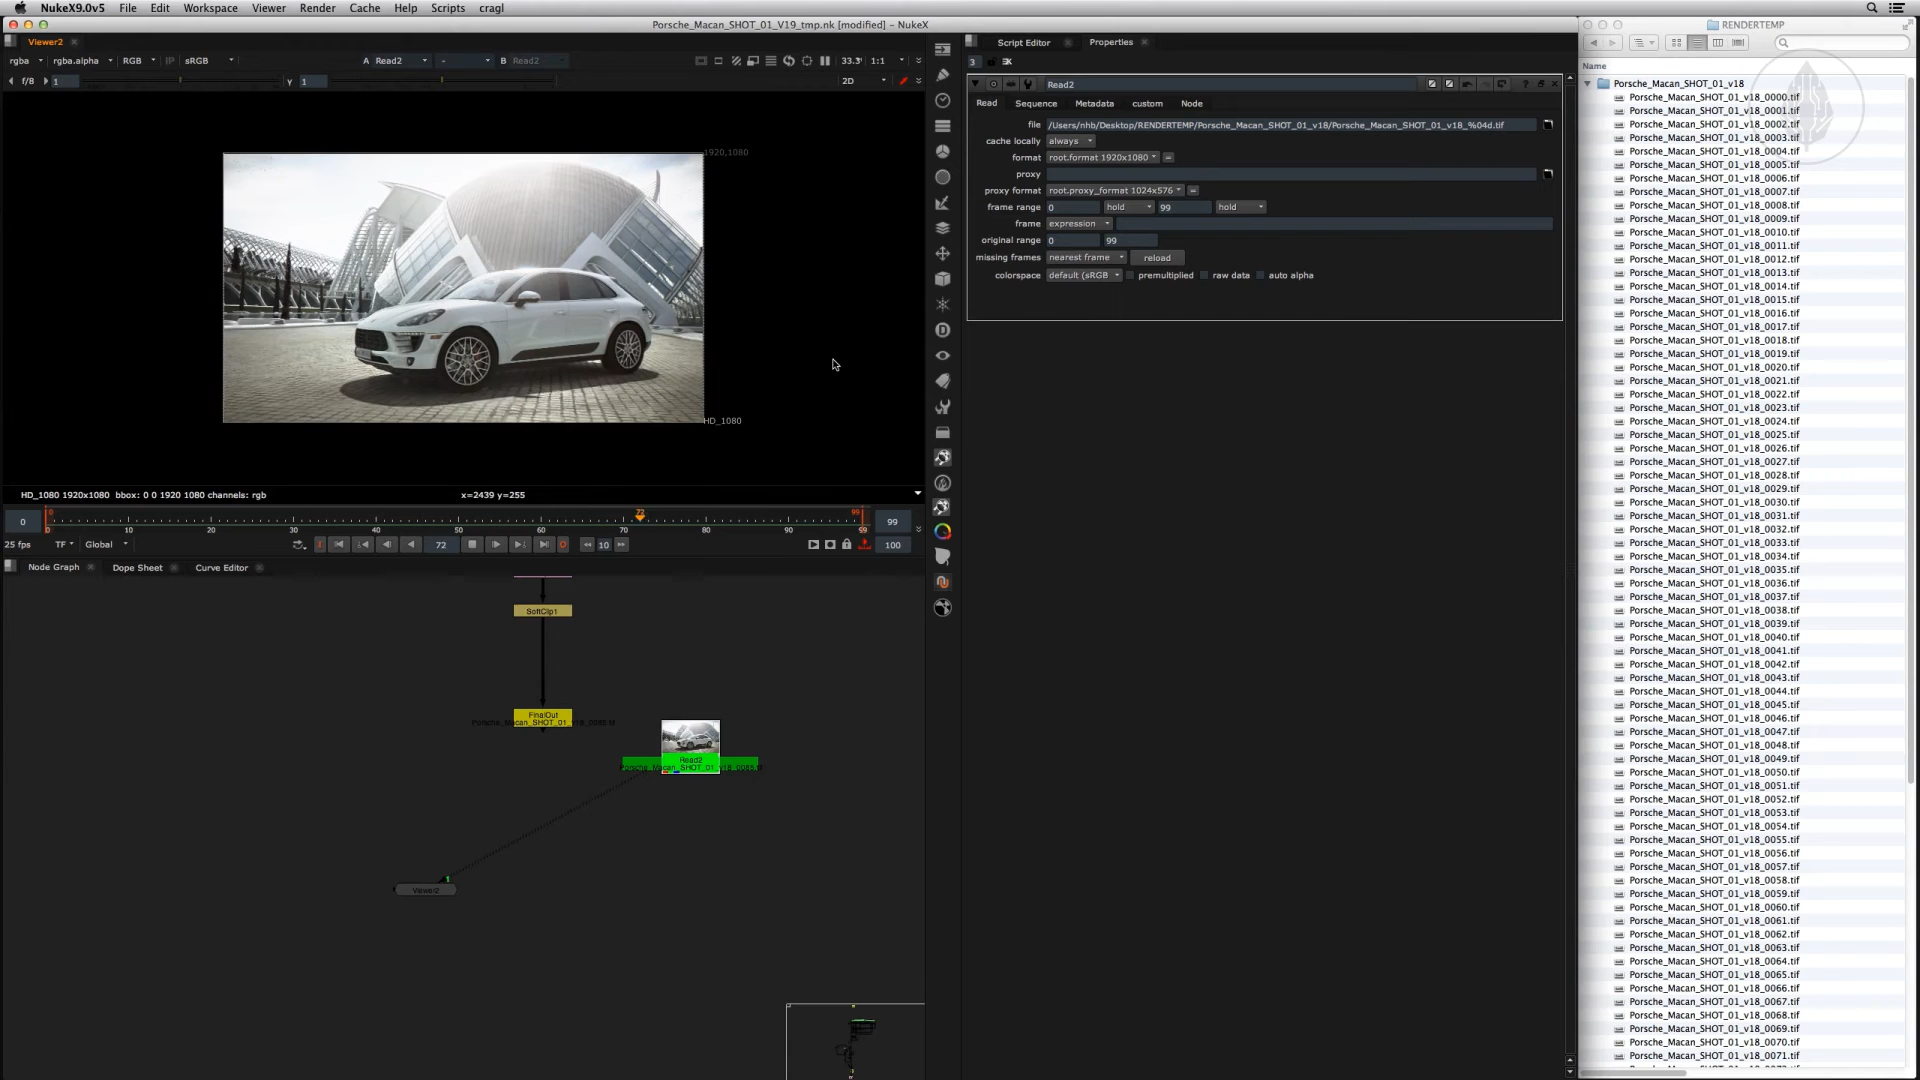 NukeX9.0v5 File Edit Workspace Viewer Render Cache Help Scripts cragl
Porsche_Macan_SHOT_01_V19_tmp.nk [modified] – NukeX
RENDERTEMP
Viewer2
Script Editor Properties
rgba rgba.alpha RGB IP sRGB A Read2 - B Read2 33.3 1:1
3
f/8 1 Y 1 2D
Name
Read2
Read Sequence Metadata custom Node
file /Users/nhb/Desktop/RENDERTEMP/Porsche_Macan_SHOT_01_v18/Porsche_Macan_SHOT_01_v18_%04d.tif
cache locally always
format root.format 1920x1080 =
proxy
proxy format root.proxy_format 1024x576 =
frame range 0 hold 99 hold
frame expression
original range 0 99
missing frames nearest frame reload
colorspace default (sRGB premultiplied raw data auto alpha
1920,1080
HD_1080
HD_1080 1920x1080 bbox: 0 0 1920 1080 channels: rgb x=2439 y=255
0 0 72 99 99
0 10 20 30 40 50 60 70 80 90 99
25 fps TF Global 72 10 100
Node Graph Dope Sheet Curve Editor
SoftClip1
FinalOut
Porsche_Macan_SHOT_01_v18_0085.tif
Read2
Porsche_Macan_SHOT_01_v18_0085.tif
1
Viewer2
Porsche_Macan_SHOT_01_v18
Porsche_Macan_SHOT_01_v18_0000.tif
Porsche_Macan_SHOT_01_v18_0001.tif
Porsche_Macan_SHOT_01_v18_0002.tif
Porsche_Macan_SHOT_01_v18_0003.tif
Porsche_Macan_SHOT_01_v18_0004.tif
Porsche_Macan_SHOT_01_v18_0005.tif
Porsche_Macan_SHOT_01_v18_0006.tif
Porsche_Macan_SHOT_01_v18_0007.tif
Porsche_Macan_SHOT_01_v18_0008.tif
Porsche_Macan_SHOT_01_v18_0009.tif
Porsche_Macan_SHOT_01_v18_0010.tif
Porsche_Macan_SHOT_01_v18_0011.tif
Porsche_Macan_SHOT_01_v18_0012.tif
Porsche_Macan_SHOT_01_v18_0013.tif
Porsche_Macan_SHOT_01_v18_0014.tif
Porsche_Macan_SHOT_01_v18_0015.tif
Porsche_Macan_SHOT_01_v18_0016.tif
Porsche_Macan_SHOT_01_v18_0017.tif
Porsche_Macan_SHOT_01_v18_0018.tif
Porsche_Macan_SHOT_01_v18_0019.tif
Porsche_Macan_SHOT_01_v18_0020.tif
Porsche_Macan_SHOT_01_v18_0021.tif
Porsche_Macan_SHOT_01_v18_0022.tif
Porsche_Macan_SHOT_01_v18_0023.tif
Porsche_Macan_SHOT_01_v18_0024.tif
Porsche_Macan_SHOT_01_v18_0025.tif
Porsche_Macan_SHOT_01_v18_0026.tif
Porsche_Macan_SHOT_01_v18_0027.tif
Porsche_Macan_SHOT_01_v18_0028.tif
Porsche_Macan_SHOT_01_v18_0029.tif
Porsche_Macan_SHOT_01_v18_0030.tif
Porsche_Macan_SHOT_01_v18_0031.tif
Porsche_Macan_SHOT_01_v18_0032.tif
Porsche_Macan_SHOT_01_v18_0033.tif
Porsche_Macan_SHOT_01_v18_0034.tif
Porsche_Macan_SHOT_01_v18_0035.tif
Porsche_Macan_SHOT_01_v18_0036.tif
Porsche_Macan_SHOT_01_v18_0037.tif
Porsche_Macan_SHOT_01_v18_0038.tif
Porsche_Macan_SHOT_01_v18_0039.tif
Porsche_Macan_SHOT_01_v18_0040.tif
Porsche_Macan_SHOT_01_v18_0041.tif
Porsche_Macan_SHOT_01_v18_0042.tif
Porsche_Macan_SHOT_01_v18_0043.tif
Porsche_Macan_SHOT_01_v18_0044.tif
Porsche_Macan_SHOT_01_v18_0045.tif
Porsche_Macan_SHOT_01_v18_0046.tif
Porsche_Macan_SHOT_01_v18_0047.tif
Porsche_Macan_SHOT_01_v18_0048.tif
Porsche_Macan_SHOT_01_v18_0049.tif
Porsche_Macan_SHOT_01_v18_0050.tif
Porsche_Macan_SHOT_01_v18_0051.tif
Porsche_Macan_SHOT_01_v18_0052.tif
Porsche_Macan_SHOT_01_v18_0053.tif
Porsche_Macan_SHOT_01_v18_0054.tif
Porsche_Macan_SHOT_01_v18_0055.tif
Porsche_Macan_SHOT_01_v18_0056.tif
Porsche_Macan_SHOT_01_v18_0057.tif
Porsche_Macan_SHOT_01_v18_0058.tif
Porsche_Macan_SHOT_01_v18_0059.tif
Porsche_Macan_SHOT_01_v18_0060.tif
Porsche_Macan_SHOT_01_v18_0061.tif
Porsche_Macan_SHOT_01_v18_0062.tif
Porsche_Macan_SHOT_01_v18_0063.tif
Porsche_Macan_SHOT_01_v18_0064.tif
Porsche_Macan_SHOT_01_v18_0065.tif
Porsche_Macan_SHOT_01_v18_0066.tif
Porsche_Macan_SHOT_01_v18_0067.tif
Porsche_Macan_SHOT_01_v18_0068.tif
Porsche_Macan_SHOT_01_v18_0069.tif
Porsche_Macan_SHOT_01_v18_0070.tif
Porsche_Macan_SHOT_01_v18_0071.tif